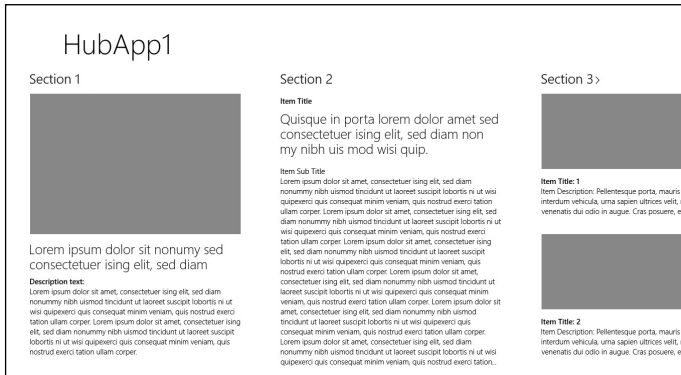 HubApp1
Section 1
Lorem ipsum dolor sit nonumy sed
consectetuer ising elit, sed diam
Description text:
Lorem ipsum dolor sit amet, consectetuer ising elit, sed diam
nonummy nibh uismod tincidunt ut laoreet suscipit lobortis ni ut
wisi quipexerci quis consequat minim veniam, quis nostrud exerci
tation ullam corper. Lorem ipsum dolor sit amet, consectetuer ising
elit, sed diam nonummy nibh uismod tincidunt ut laoreet suscipit
lobortis ni ut wisi quipexerci quis consequat minim veniam, quis
nostrud exerci tation ullam corper.
Section 2
Item Title
Quisque in porta lorem dolor amet sed
consectetuer ising elit, sed diam non
my nibh uis mod wisi quip.
Item Sub Title
Lorem ipsum dolor sit amet, consectetuer ising elit, sed diam
nonummy nibh uismod tincidunt ut laoreet suscipit lobortis ni ut wisi
quipexerci quis consequat minim veniam, quis nostrud exerci tation
ullam corper. Lorem ipsum dolor sit amet, consectetuer ising elit, sed
diam nonummy nibh uismod tincidunt ut laoreet suscipit lobortis ni ut
wisi quipexerci quis consequat minim veniam, quis nostrud exerci
tation ullam corper. Lorem ipsum dolor sit amet, consectetuer ising
elit, sed diam nonummy nibh uismod tincidunt ut laoreet suscipit
lobortis ni ut wisi quipexerci quis consequat minim veniam, quis
nostrud exerci tation ullam corper. Lorem ipsum dolor sit amet,
consectetuer ising elit, sed diam nonummy nibh uismod tincidunt ut
laoreet suscipit lobortis ni ut wisi quipexerci quis consequat minim
veniam, quis nostrud exerci tation ullam corper. Lorem ipsum dolor sit
amet, consectetuer ising elit, sed diam nonummy nibh uismod
tincidunt ut laoreet suscipit lobortis ni ut wisi quipexerci quis
consequat minim veniam, quis nostrud exerci tation ullam corper.
Lorem ipsum dolor sit amet, consectetuer ising elit, sed diam
nonummy nibh uismod tincidunt ut laoreet suscipit lobortis ni ut wisi
quipexerci quis consequat minim veniam, quis nostrud exerci tation...
Section 3>
Item Title: 1
Item Description: Pellentesque porta, mauris
interdum vehicula, urna sapien ultrices velit,
venenatis dui odio in augue. Cras posuere, e
Item Title: 2
Item Description: Pellentesque porta, mauris
interdum vehicula, urna sapien ultrices velit,
venenatis dui odio in augue. Cras posuere, e